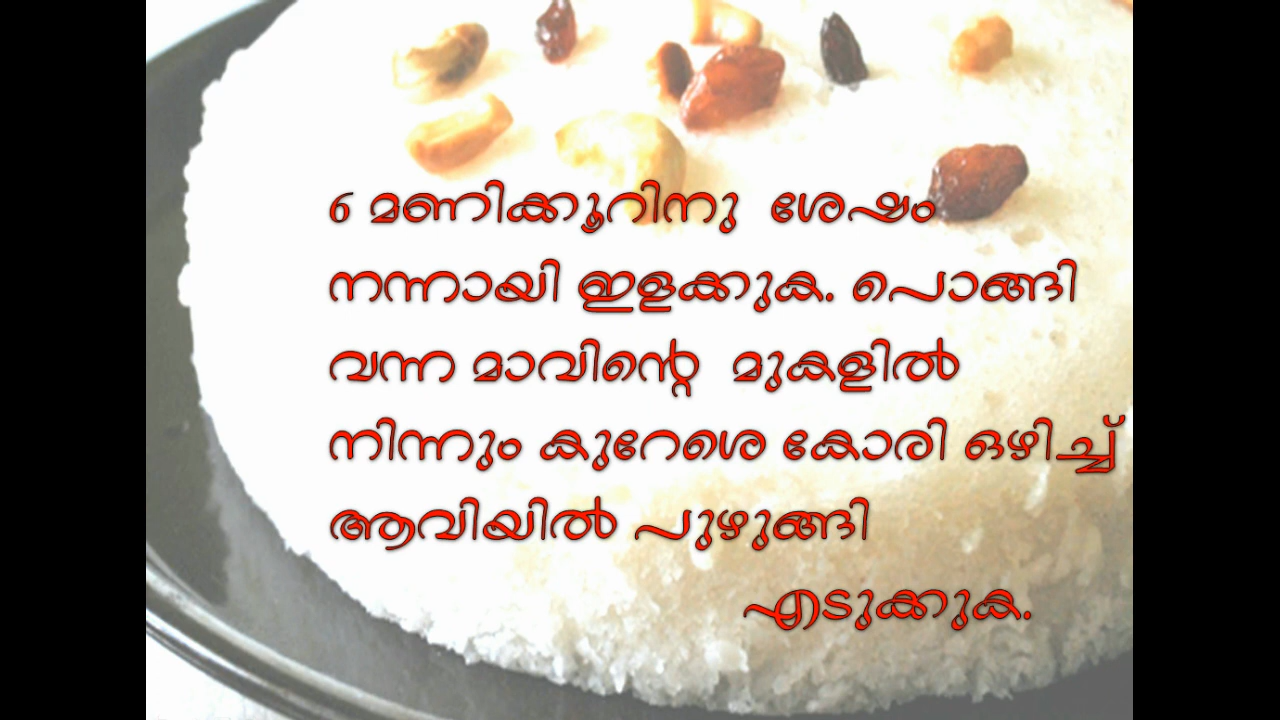 6 മണിക്കൂറിനു ശേഷം
നന്നായി ഇളക്കുക. പൊങ്ങി
വന്ന മാവിന്റെ മുകളിൽ
നിന്നും കുറേശെ കോരി ഒഴിച്ച്
ആവിയിൽ പുഴുങ്ങി
എടുക്കുക.